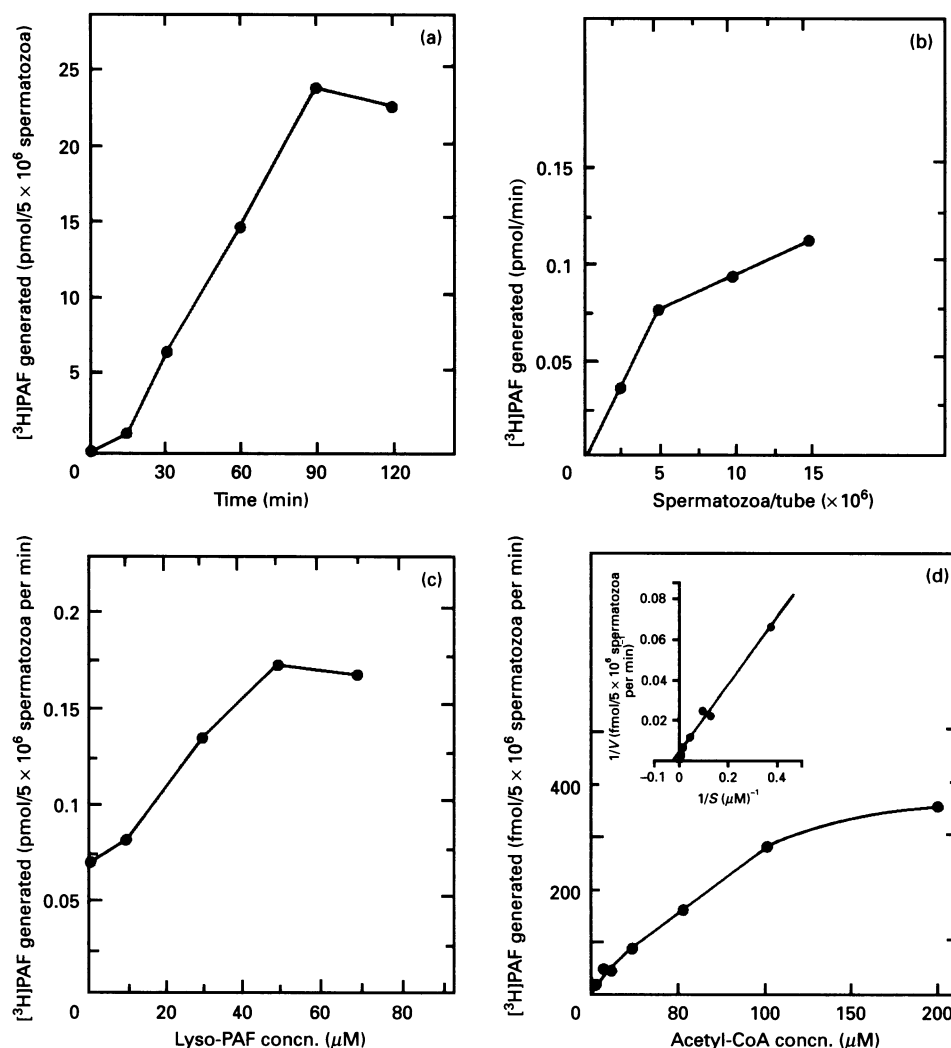 (a)
[³H]PAF generated (pmol/5 × 10⁶ spermatozoa)
25
20
15
10
5
0
30
60
90
120
Time (min)
(b)
[³H]PAF generated (pmol/min)
0.15
0.1
0.05
0
5
10
15
Spermatozoa/tube (×10⁶)
(c)
[³H]PAF generated (pmol/5 × 10⁶ spermatozoa per min)
0.2
0.15
0.1
0.05
0
20
40
60
80
Lyso-PAF concn. (μM)
(d)
[³H]PAF generated (fmol/5 × 10⁶ spermatozoa per min)
400
200
0
80
100
150
200
Acetyl-CoA concn. (μM)
1/V (fmol/5 × 10⁶ spermatozoa
per min)⁻¹
0.08
0.06
0.04
0.02
−0.1
0
0.2
0.4
1/S (μM)⁻¹